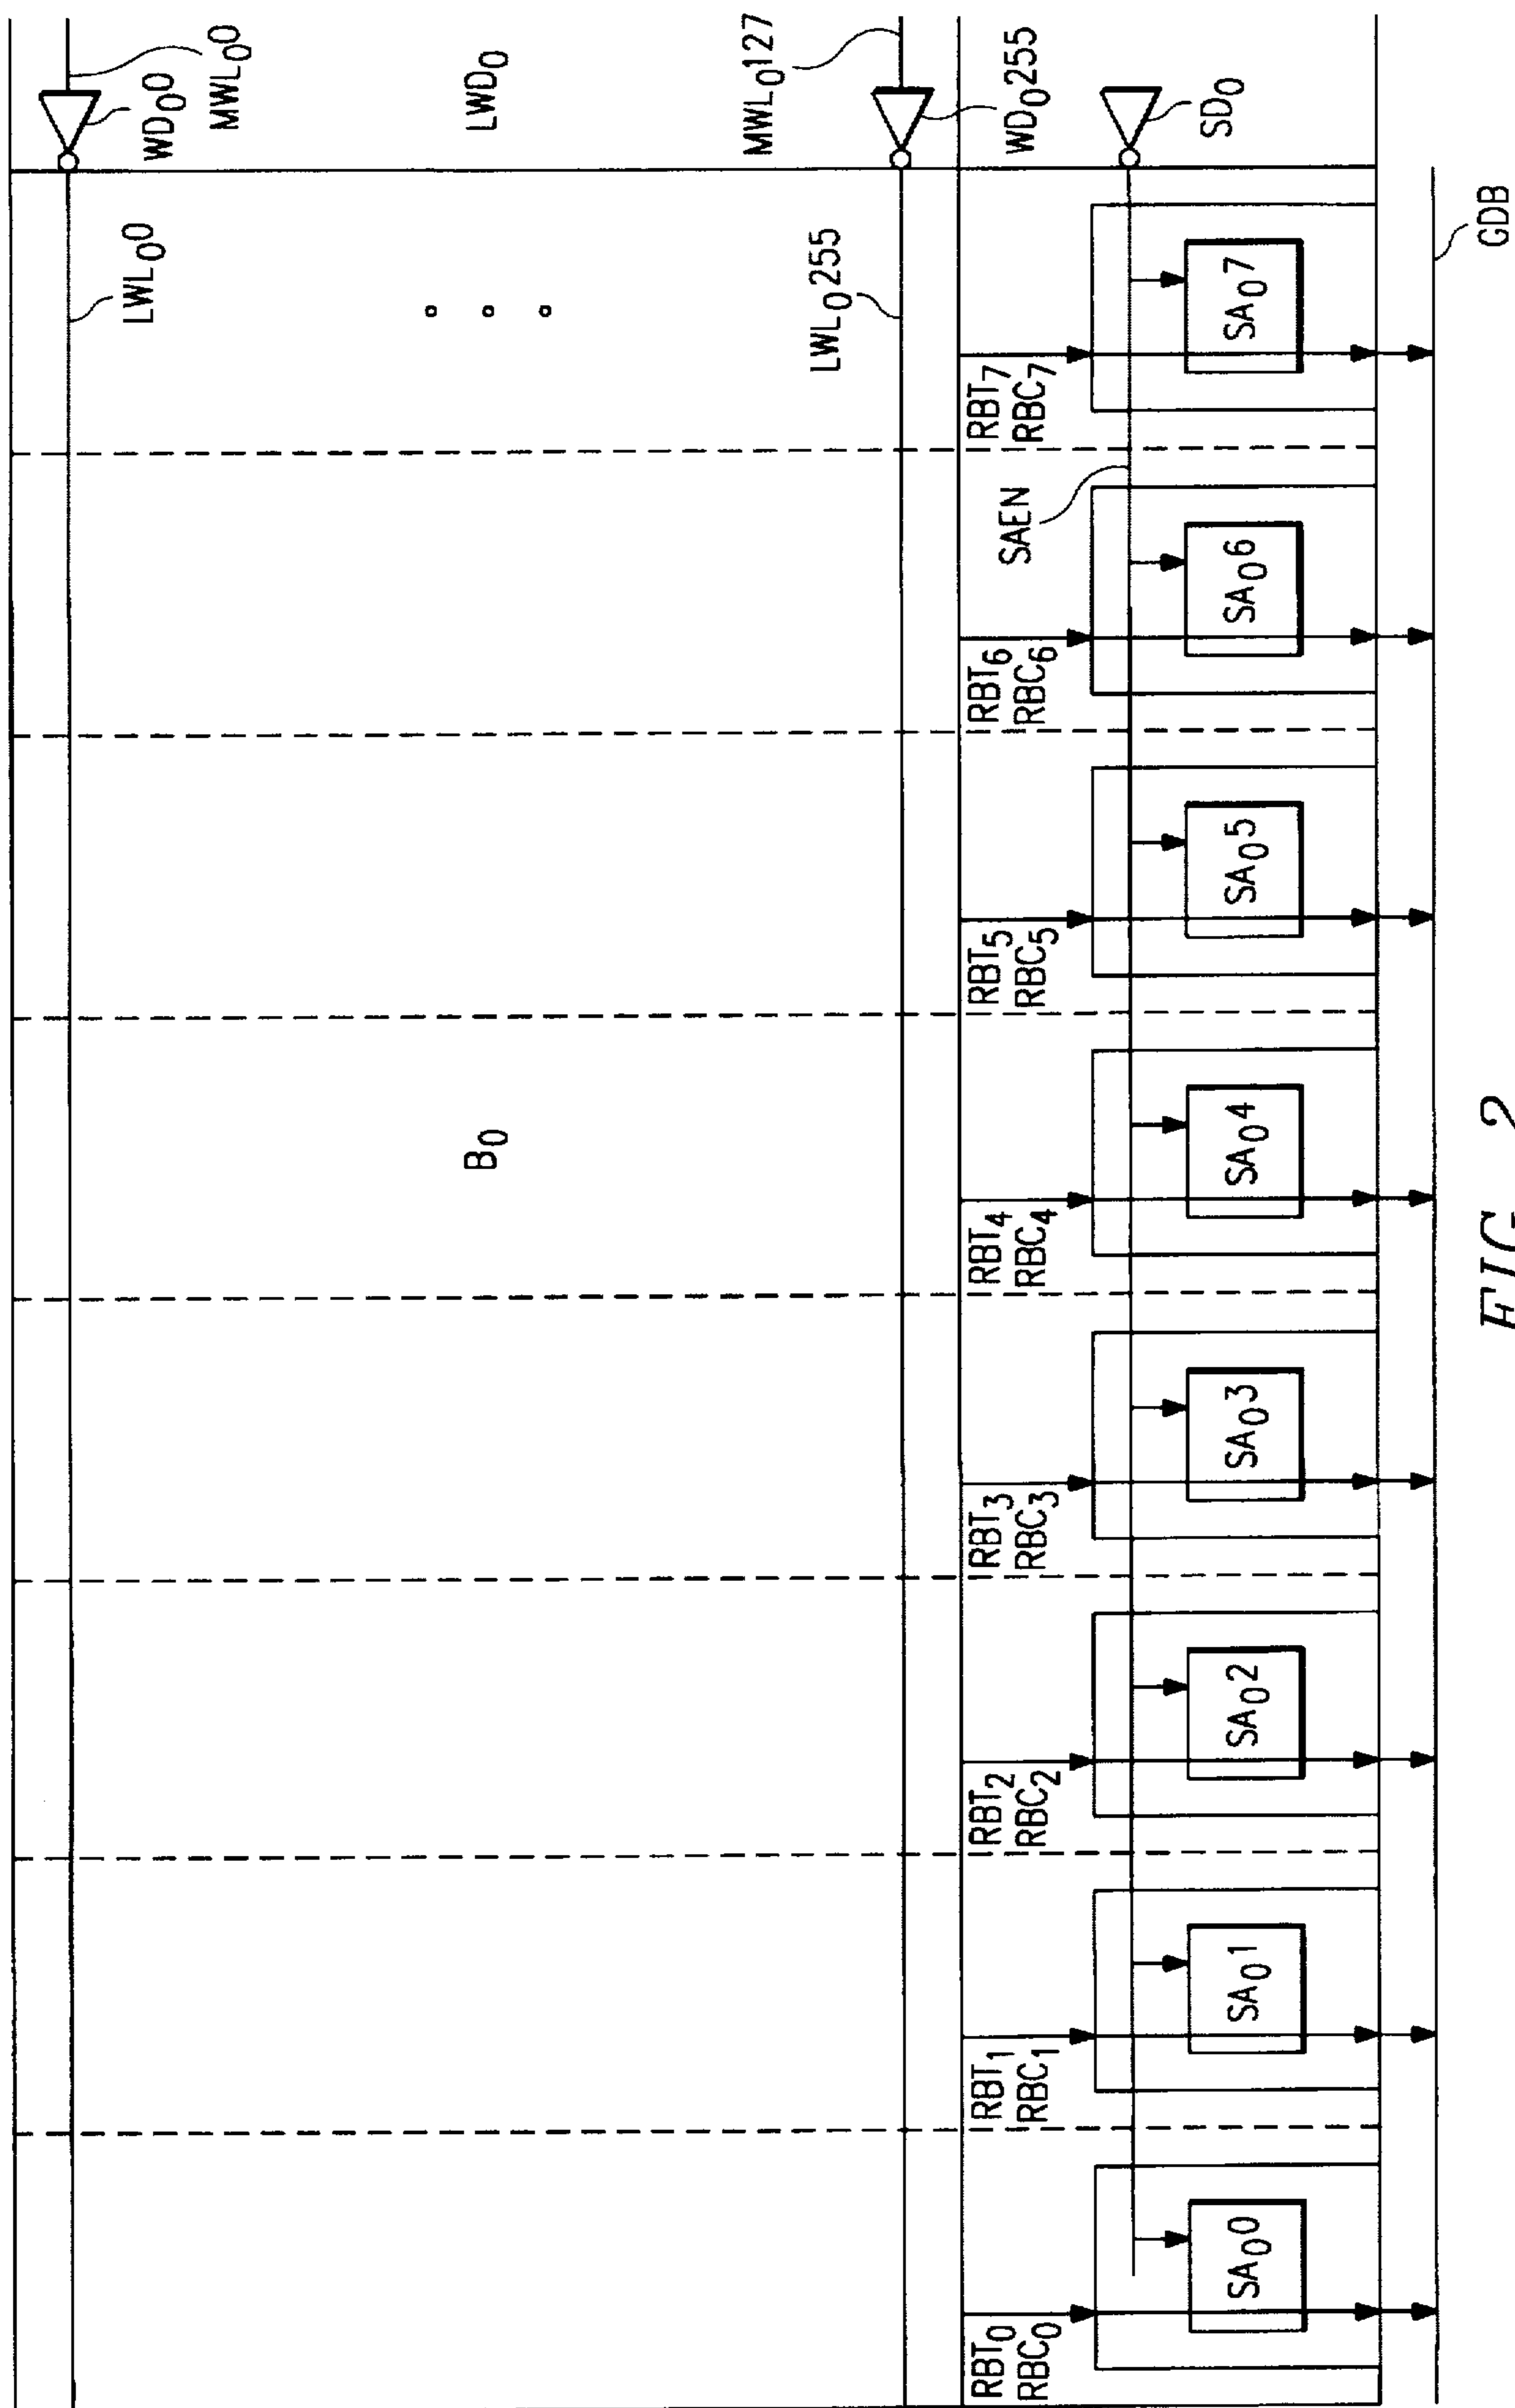 LWL₀0
WD₀0
MWL₀0
B₀
LWD₀
MWL₀127
LWL₀255
RBT₀ RBT₁ RBT₂ RBT₃ RBT₄ RBT₅ RBT₆ RBT₇
RBC₀ RBC₁ RBC₂ RBC₃ RBC₄ RBC₅ RBC₆ RBC₇
SAEN
WD₀255
SD₀
SA₀0 SA₀1 SA₀2 SA₀3 SA₀4 SA₀5 SA₀6 SA₀7
GDB
FIG. 2